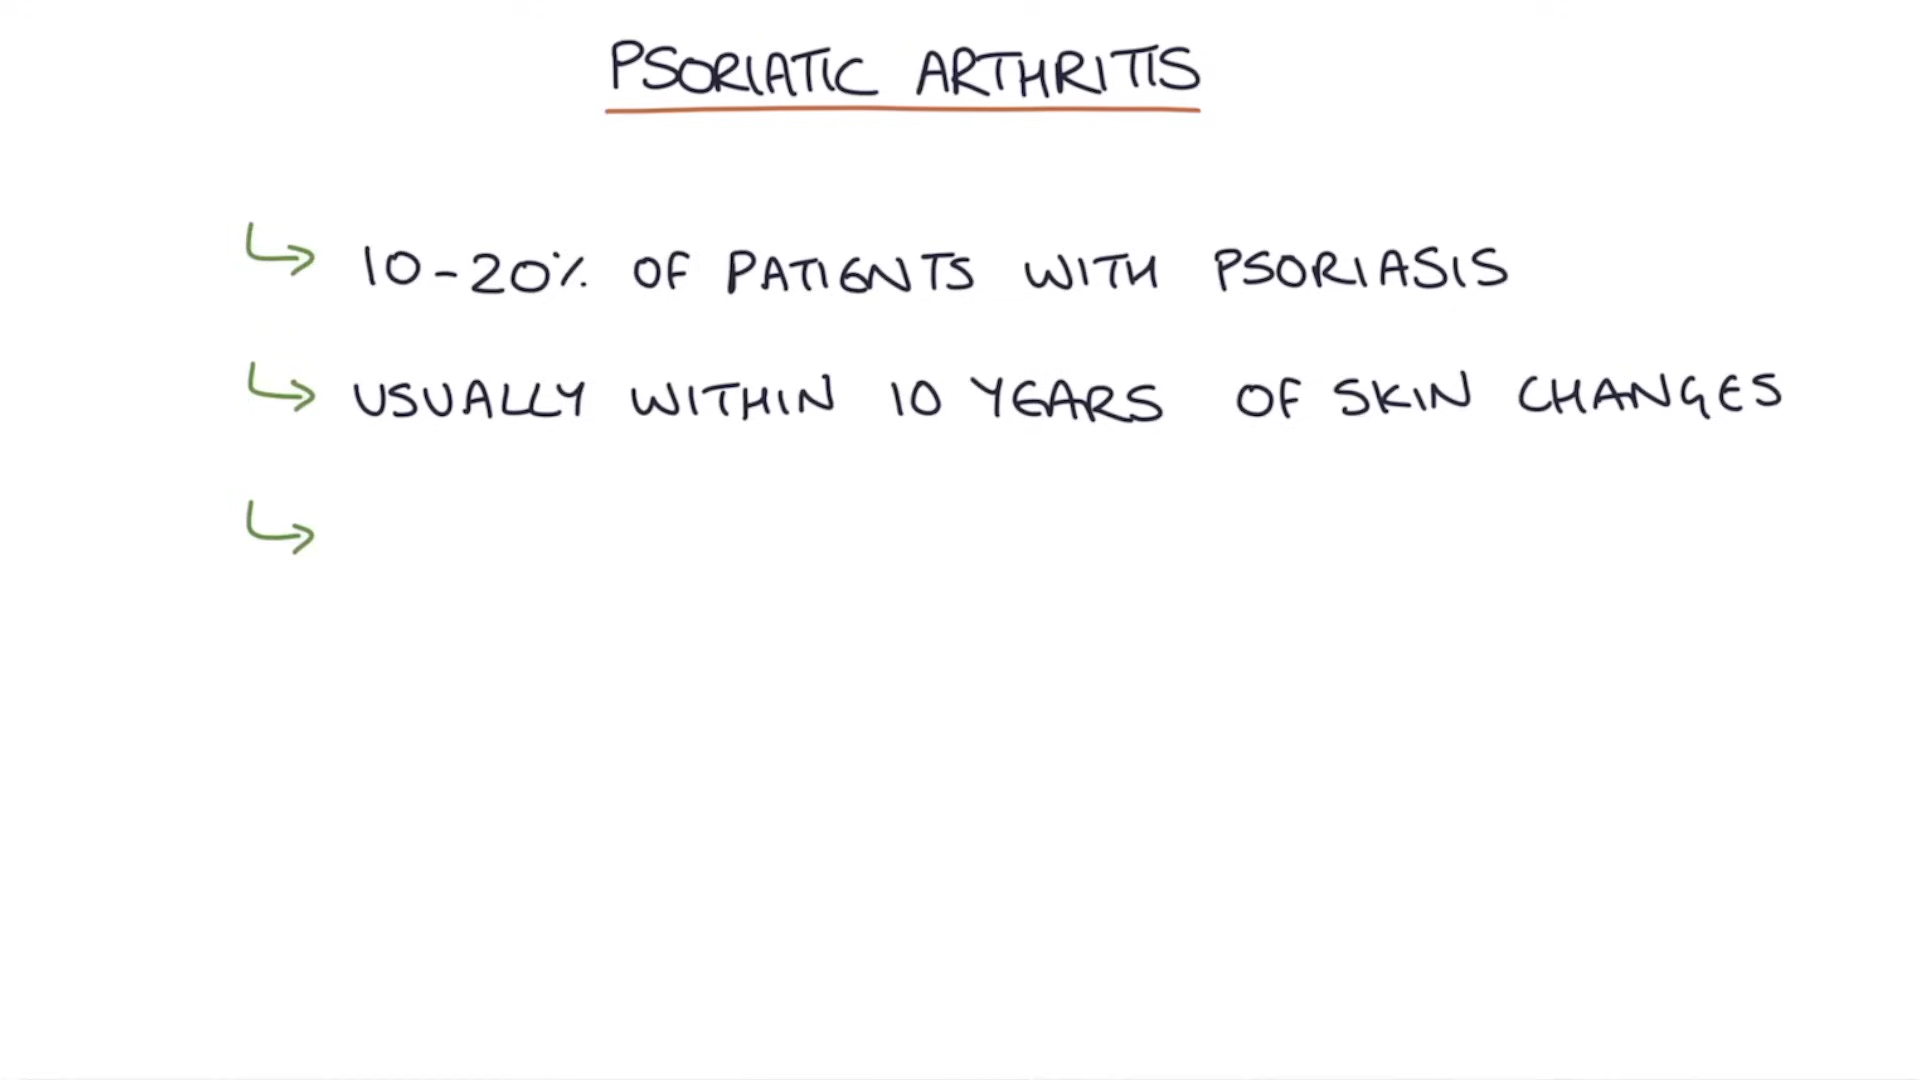 PSORIATIC ARTHRITIS
10-20% OF PATIENTS WITH PSORIASIS
USUALLY WITHIN 10 YEARS OF SKIN CHANGES